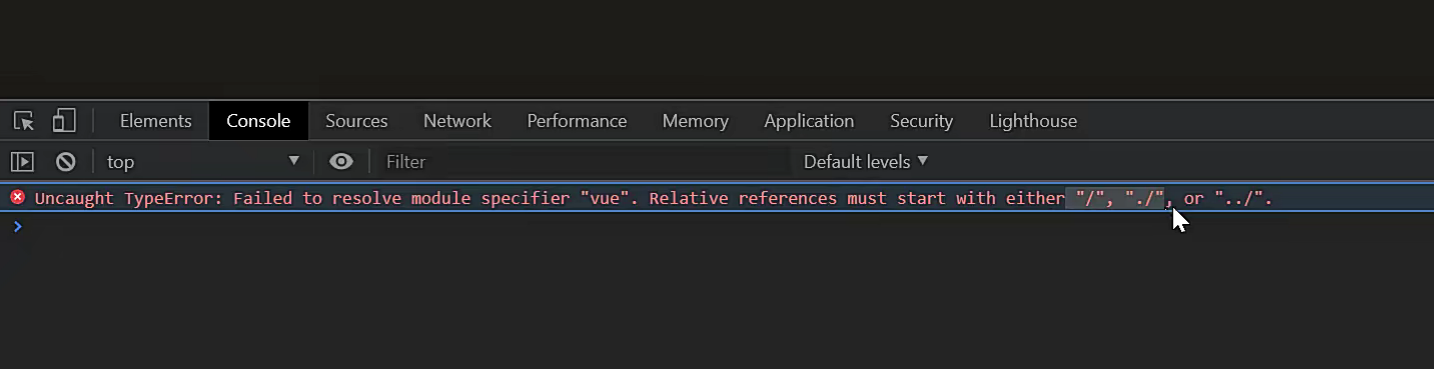 Elements Console Sources Network Performance Memory Application Security Lighthouse
top Filter Default levels
Uncaught TypeError: Failed to resolve module specifier "vue". Relative references must start with either "/", "./", or "../".